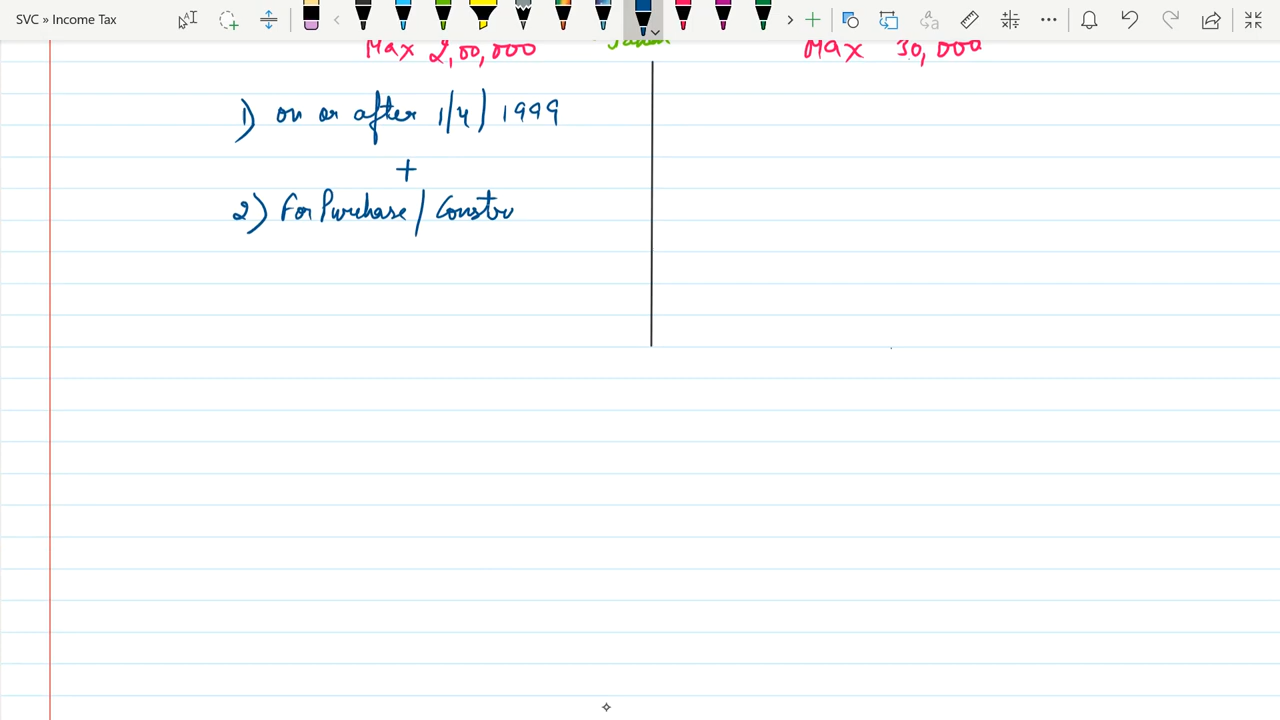 SVC » Income Tax
Max 2,00,000
Max 30,000
1) on or after 1/4/1999
+
2) For Purchase / Constru